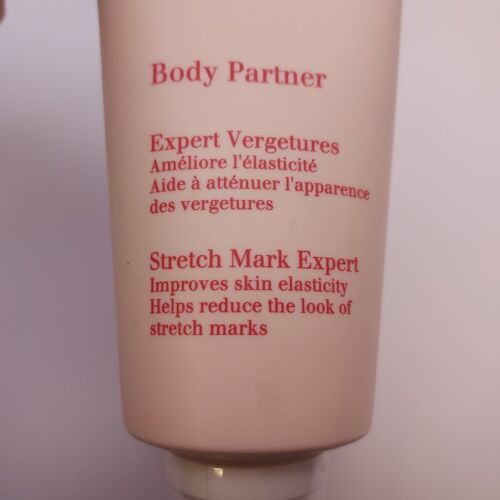 Body Partner
Expert Vergetures
Améliore l'élasticité
Aide à atténuer l'apparence
des vergetures
Stretch Mark Expert
Improves skin elasticity
Helps reduce the look of
stretch marks